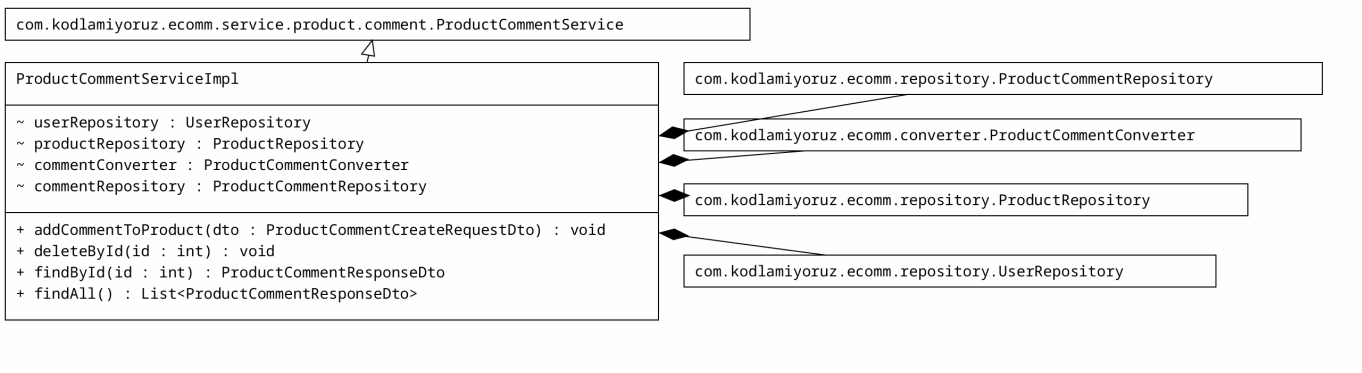 com.kodlamiyoruz.ecomm.service.product.comment.ProductCommentService
ProductCommentServiceImpl
~ userRepository : UserRepository
~ productRepository : ProductRepository
~ commentConverter : ProductCommentConverter
~ commentRepository : ProductCommentRepository
+ addCommentToProduct(dto : ProductCommentCreateRequestDto) : void
+ deleteById(id : int) : void
+ findById(id : int) : ProductCommentResponseDto
+ findAll() : List<ProductCommentResponseDto>
com.kodlamiyoruz.ecomm.repository.ProductCommentRepository
com.kodlamiyoruz.ecomm.converter.ProductCommentConverter
com.kodlamiyoruz.ecomm.repository.ProductRepository
com.kodlamiyoruz.ecomm.repository.UserRepository